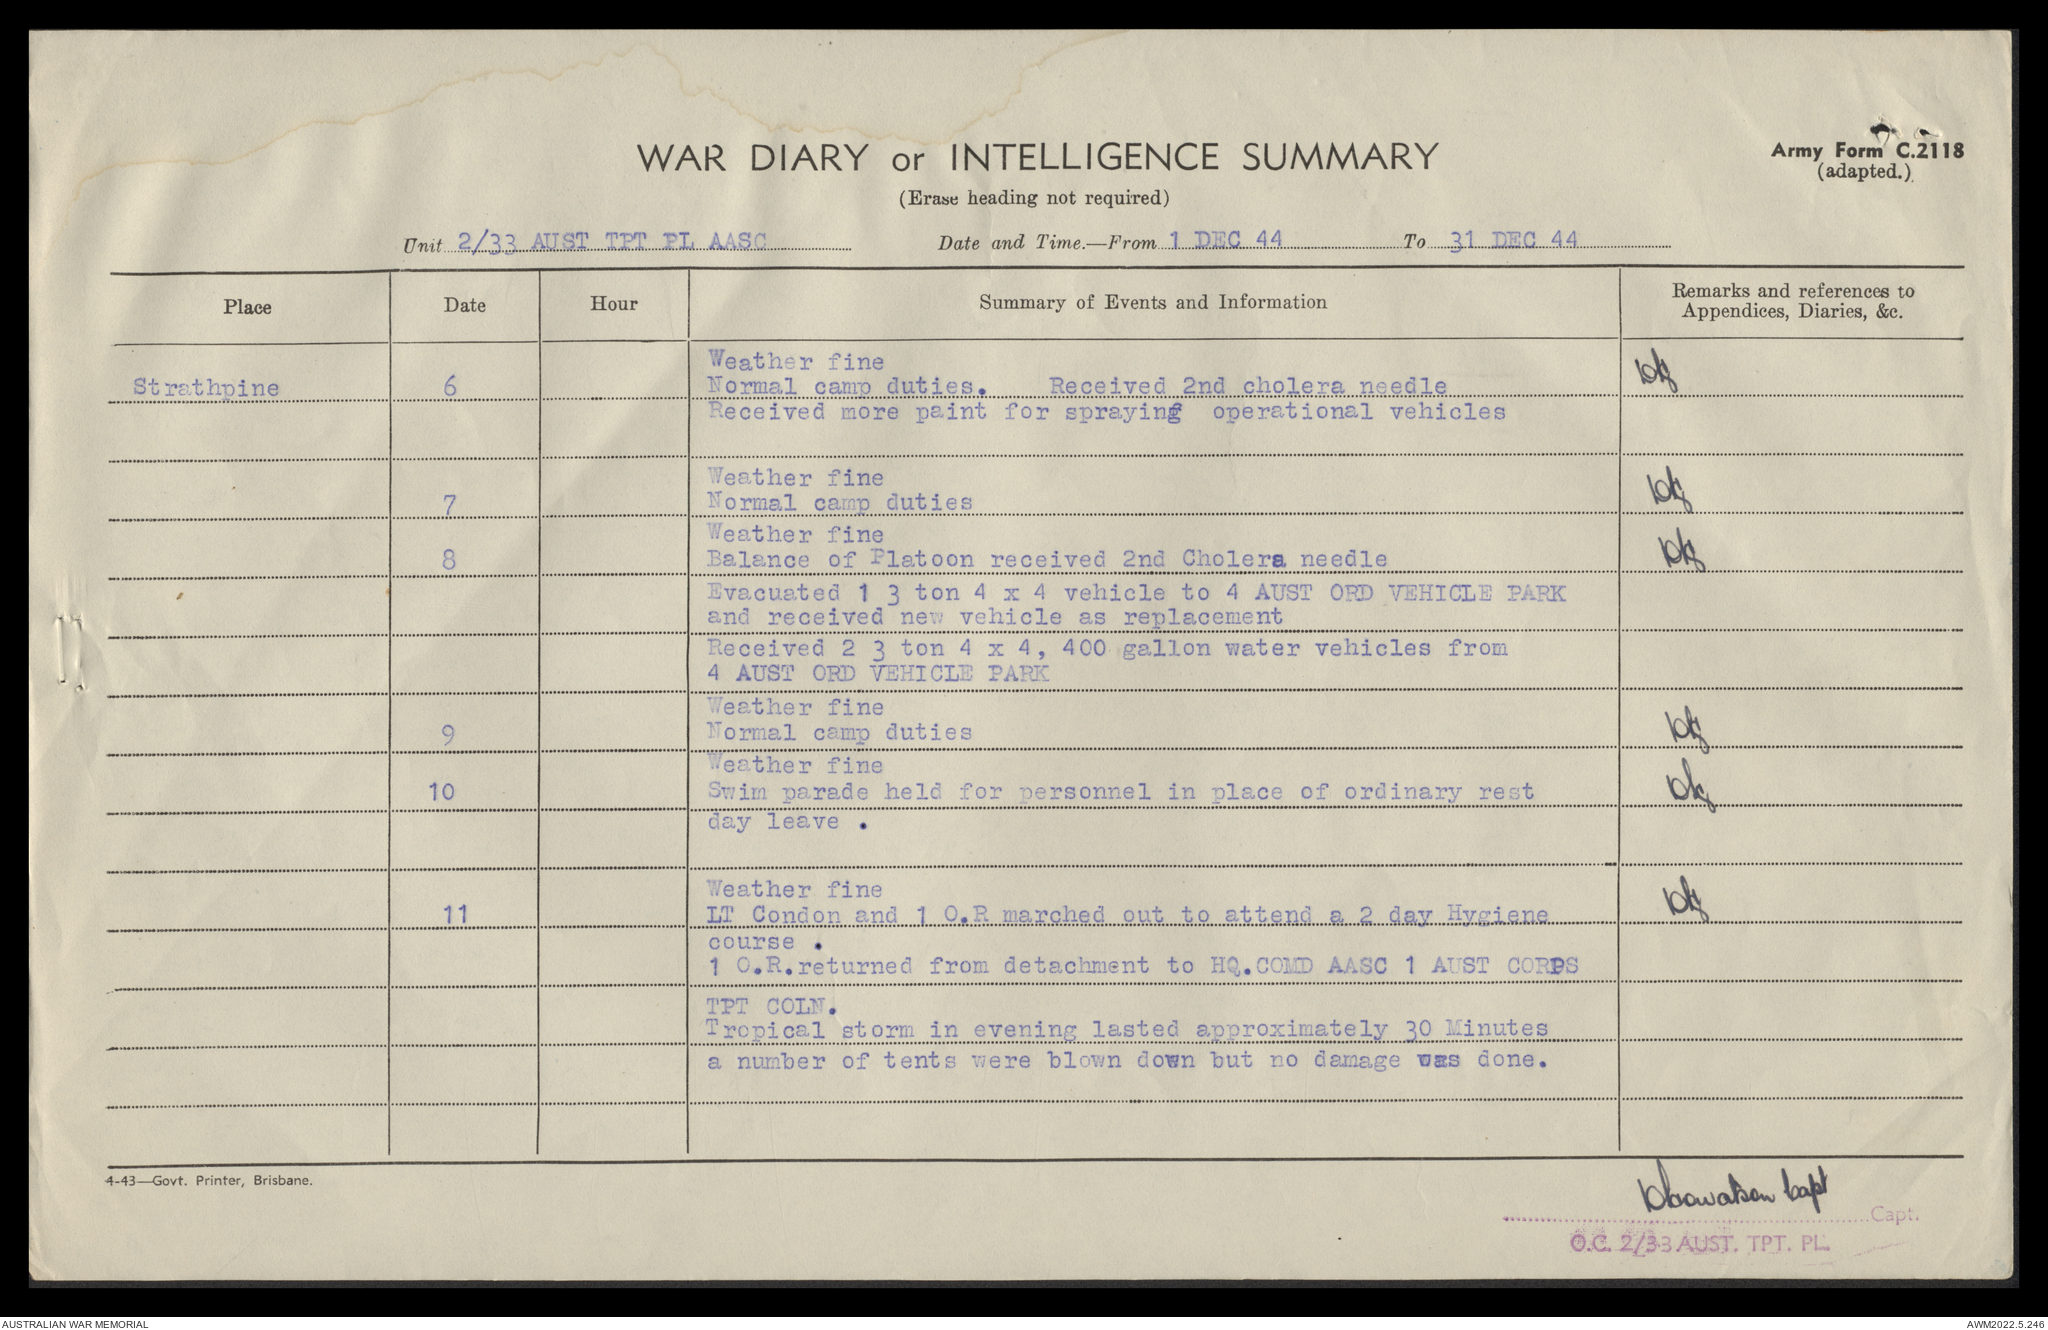 WAR DIARY or INTELLIGENCE SUMMARY
Army Form C.2118
(adapted.)
(Erase heading not required)
Unit 2/33 AUST TPT PL AASC Date and Time.—From 1 DEC 44 To 31 DEC 44
Place Date Hour Summary of Events and Information Remarks and references to
Appendices, Diaries, &c.
Weather fine
Strathpine 6 Normal camp duties. Received 2nd cholera needle
Received more paint for spraying operational vehicles
Weather fine
7 Normal camp duties
Weather fine
8 Balance of Platoon received 2nd Cholera needle
Evacuated 1 3 ton 4 x 4 vehicle to 4 AUST ORD VEHICLE PARK
and received new vehicle as replacement
Received 2 3 ton 4 x 4, 400 gallon water vehicles from
4 AUST ORD VEHICLE PARK
Weather fine
9 Normal camp duties
Weather fine
10 Swim parade held for personnel in place of ordinary rest
day leave .
Weather fine
11 LT Condon and 1 O.R marched out to attend a 2 day Hygiene
course .
1 O.R.returned from detachment to HQ.COMD AASC 1 AUST CORPS
TPT COLN.
Tropical storm in evening lasted approximately 30 Minutes
a number of tents were blown down but no damage was done.
4-43—Govt. Printer, Brisbane.
Capt
Capt.
O.C. 2/33 AUST. TPT. PL.
AUSTRALIAN WAR MEMORIAL
AWM2022.5.246